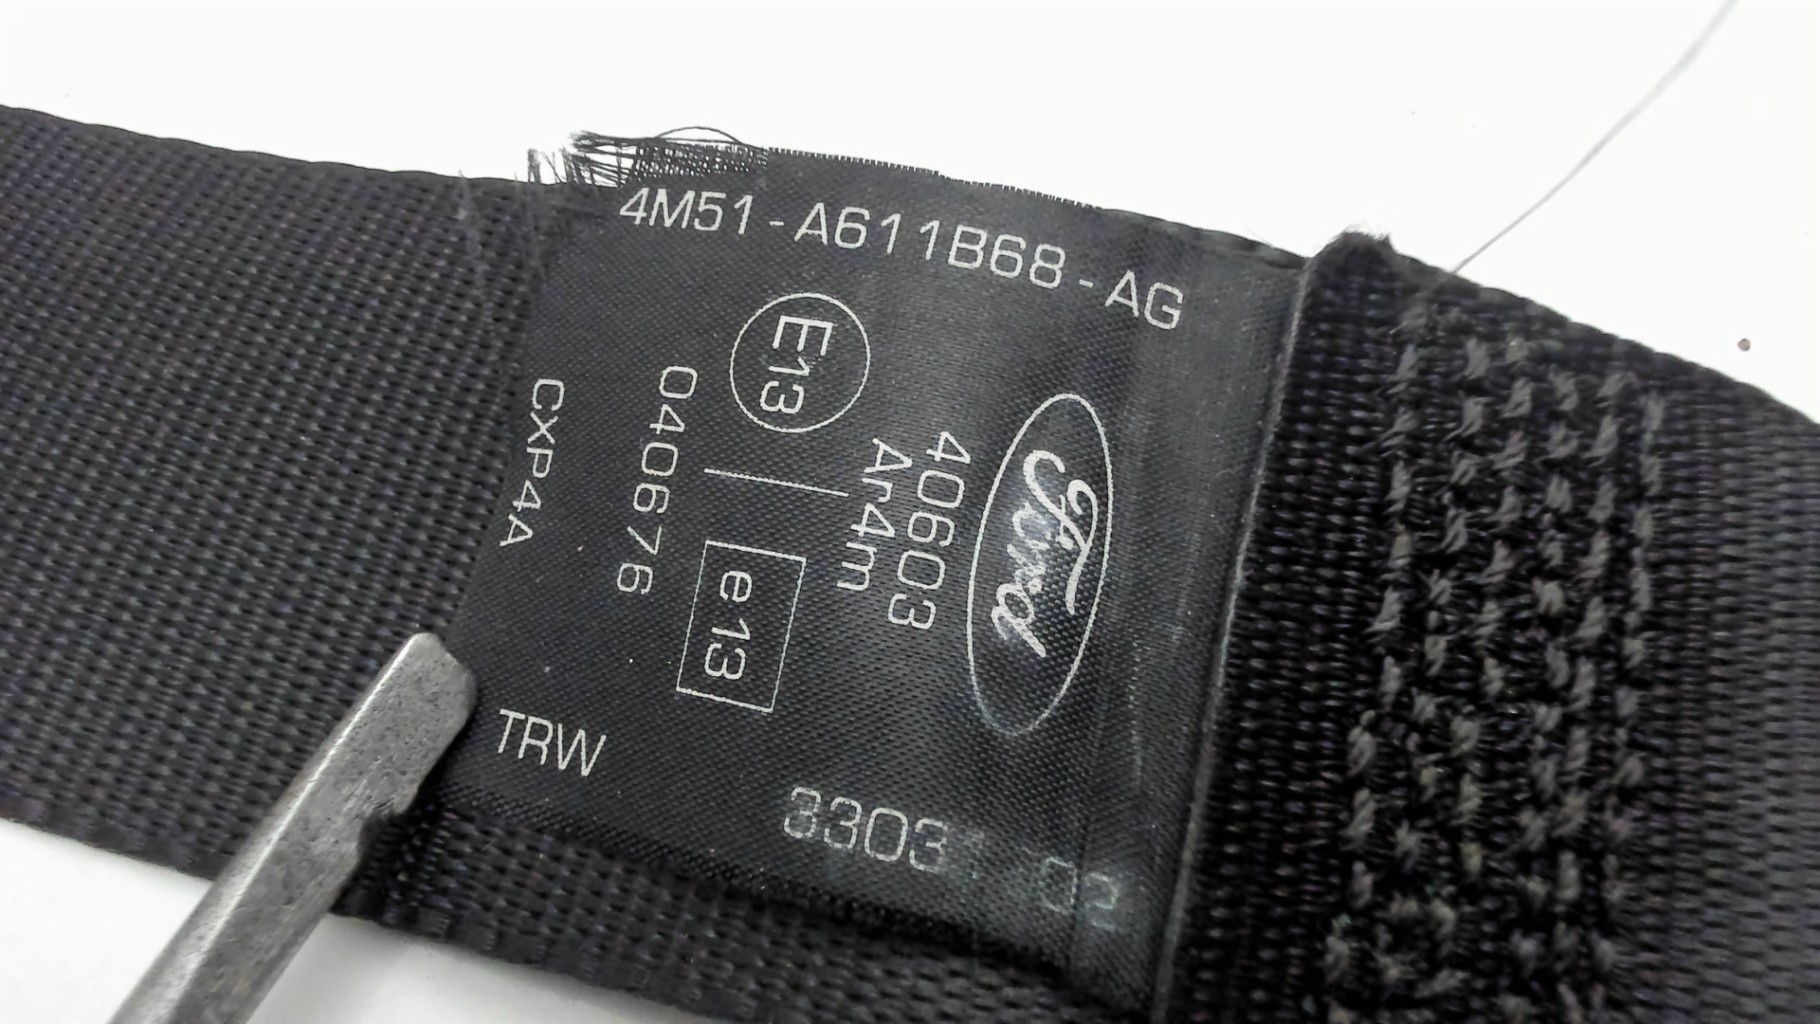 4M51-A611B68-AG
Ford
40603
Ar4m
E13
e13
040676
CXP4A
TRW